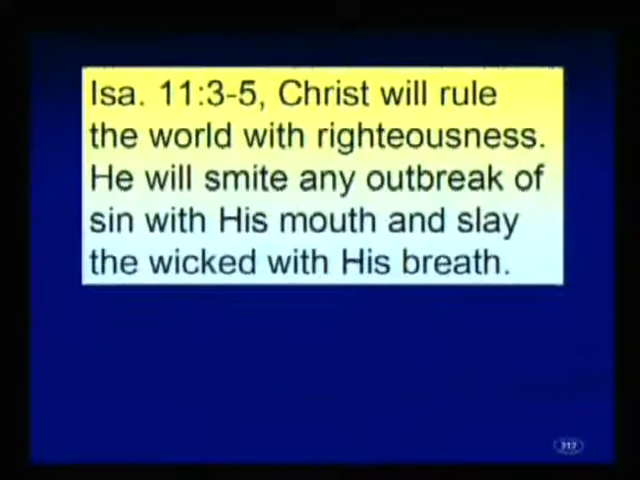 Isa. 11:3-5, Christ will rule
the world with righteousness.
He will smite any outbreak of
sin with His mouth and slay
the wicked with His breath.